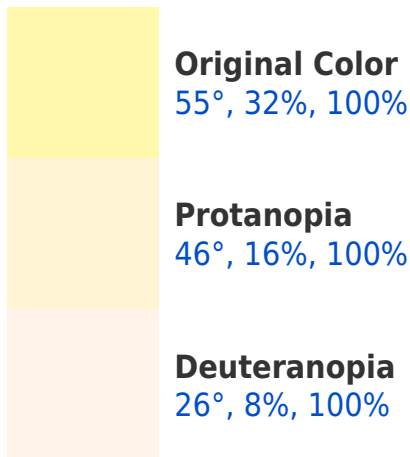 Original Color
55°, 32%, 100%
Protanopia
46°, 16%, 100%
Deuteranopia
26°, 8%, 100%